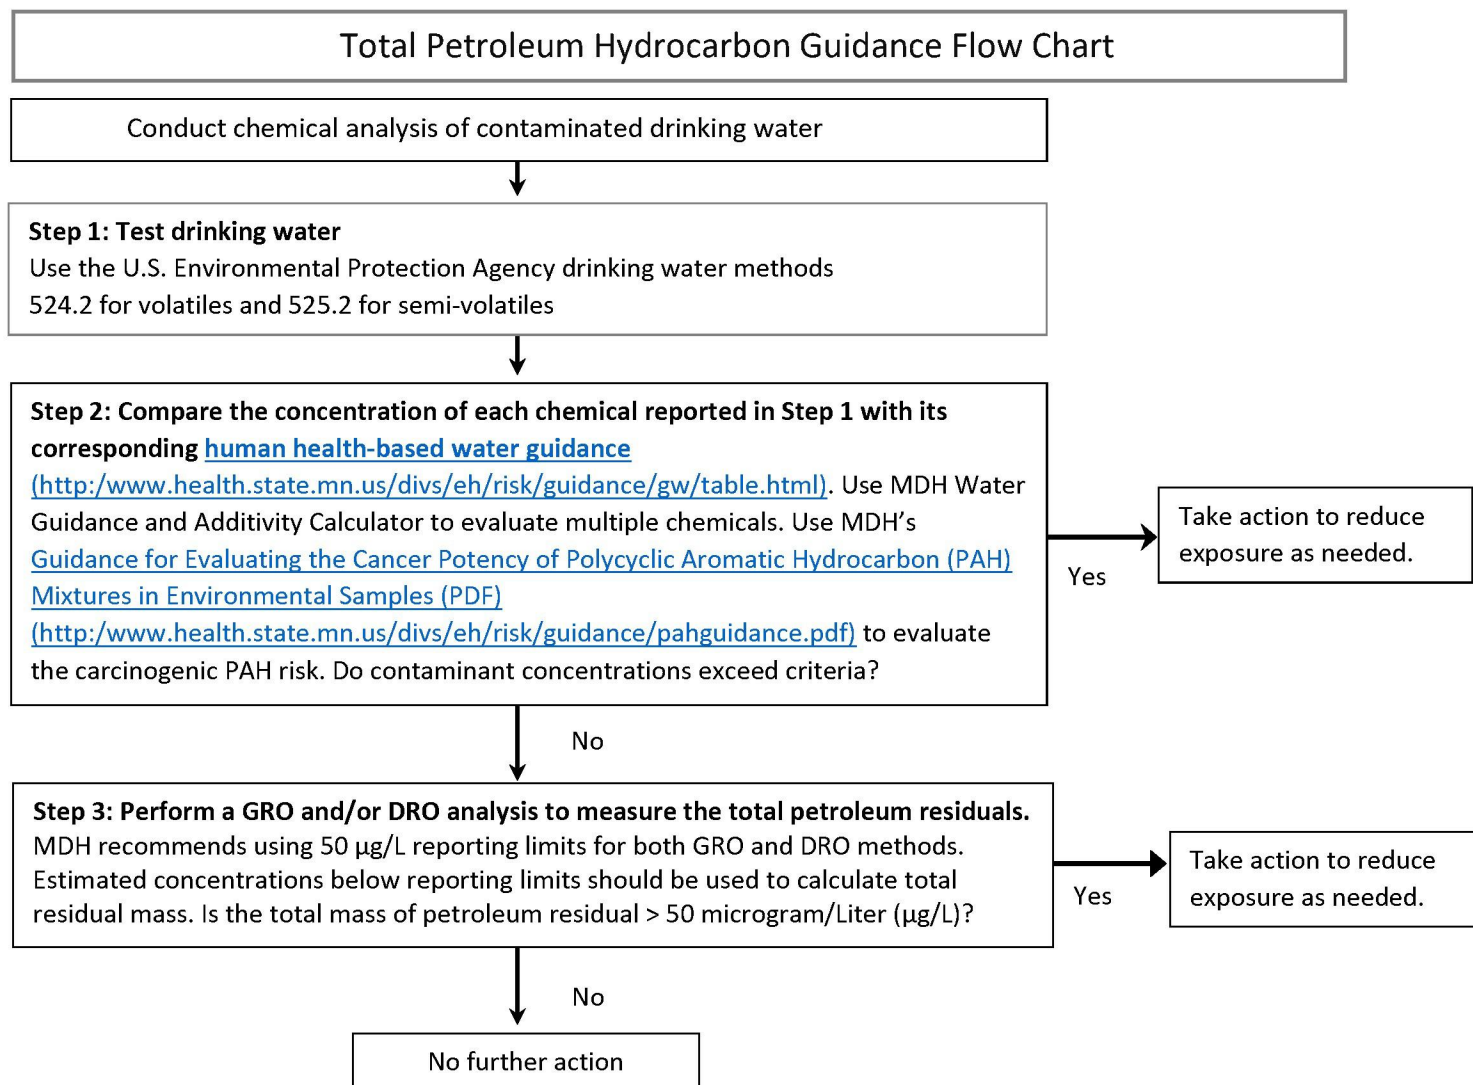 Total Petroleum Hydrocarbon Guidance Flow Chart
Conduct chemical analysis of contaminated drinking water
Step 1: Test drinking water
Use the U.S. Environmental Protection Agency drinking water methods
524.2 for volatiles and 525.2 for semi-volatiles
Step 2: Compare the concentration of each chemical reported in Step 1 with its
corresponding human health-based water guidance
(http:/www.health.state.mn.us/divs/eh/risk/guidance/gw/table.html). Use MDH Water
Guidance and Additivity Calculator to evaluate multiple chemicals. Use MDH’s
Guidance for Evaluating the Cancer Potency of Polycyclic Aromatic Hydrocarbon (PAH)
Mixtures in Environmental Samples (PDF)
(http:/www.health.state.mn.us/divs/eh/risk/guidance/pahguidance.pdf) to evaluate
the carcinogenic PAH risk. Do contaminant concentrations exceed criteria?
Yes
Take action to reduce
exposure as needed.
No
Step 3: Perform a GRO and/or DRO analysis to measure the total petroleum residuals.
MDH recommends using 50 µg/L reporting limits for both GRO and DRO methods.
Estimated concentrations below reporting limits should be used to calculate total
residual mass. Is the total mass of petroleum residual > 50 microgram/Liter (µg/L)?
Yes
Take action to reduce
exposure as needed.
No
No further action